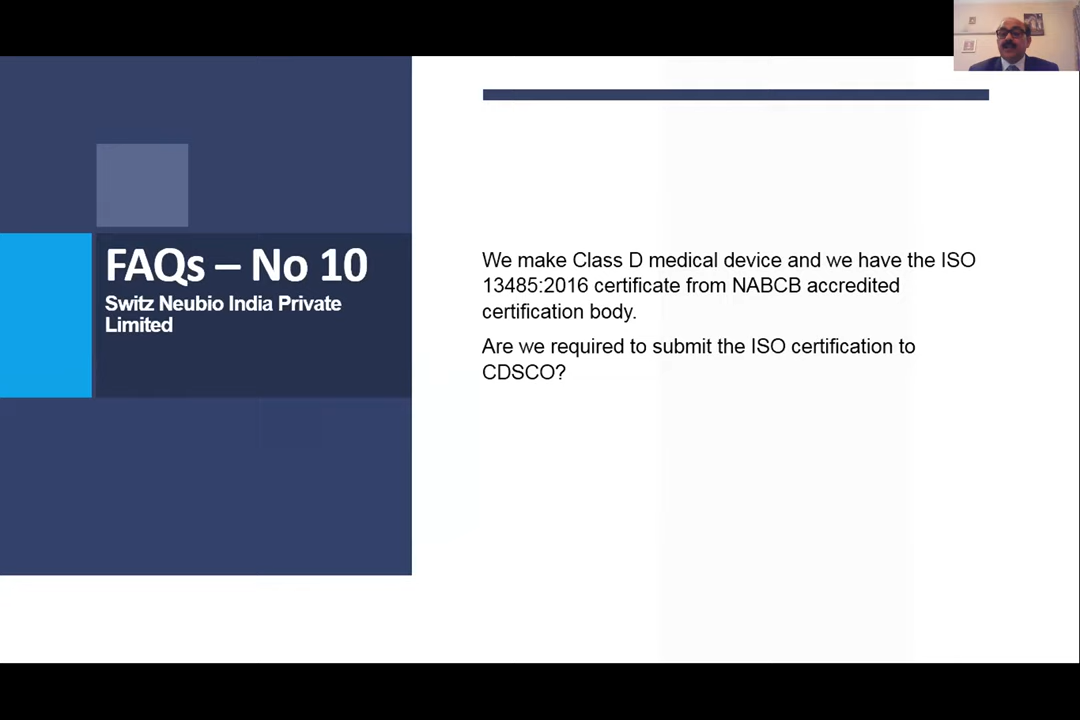 FAQs – No 10
Switz Neubio India Private
Limited
We make Class D medical device and we have the ISO
13485:2016 certificate from NABCB accredited
certification body.
Are we required to submit the ISO certification to
CDSCO?